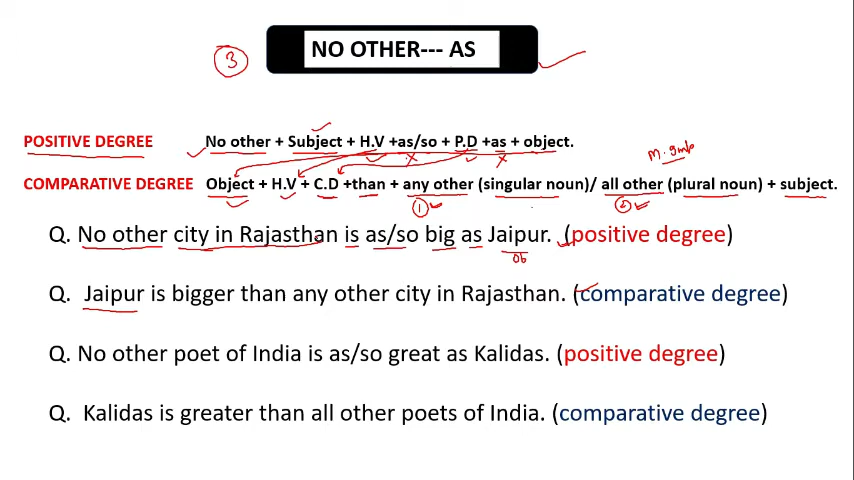 3
NO OTHER--- AS
POSITIVE DEGREE No other + Subject + H.V +as/so + P.D +as + object.
COMPARATIVE DEGREE Object + H.V + C.D +than + any other (singular noun)/ all other (plural noun) + subject.
1 2
Q. No other city in Rajasthan is as/so big as Jaipur. (positive degree)
ob
Q. Jaipur is bigger than any other city in Rajasthan. (comparative degree)
Q. No other poet of India is as/so great as Kalidas. (positive degree)
Q. Kalidas is greater than all other poets of India. (comparative degree)